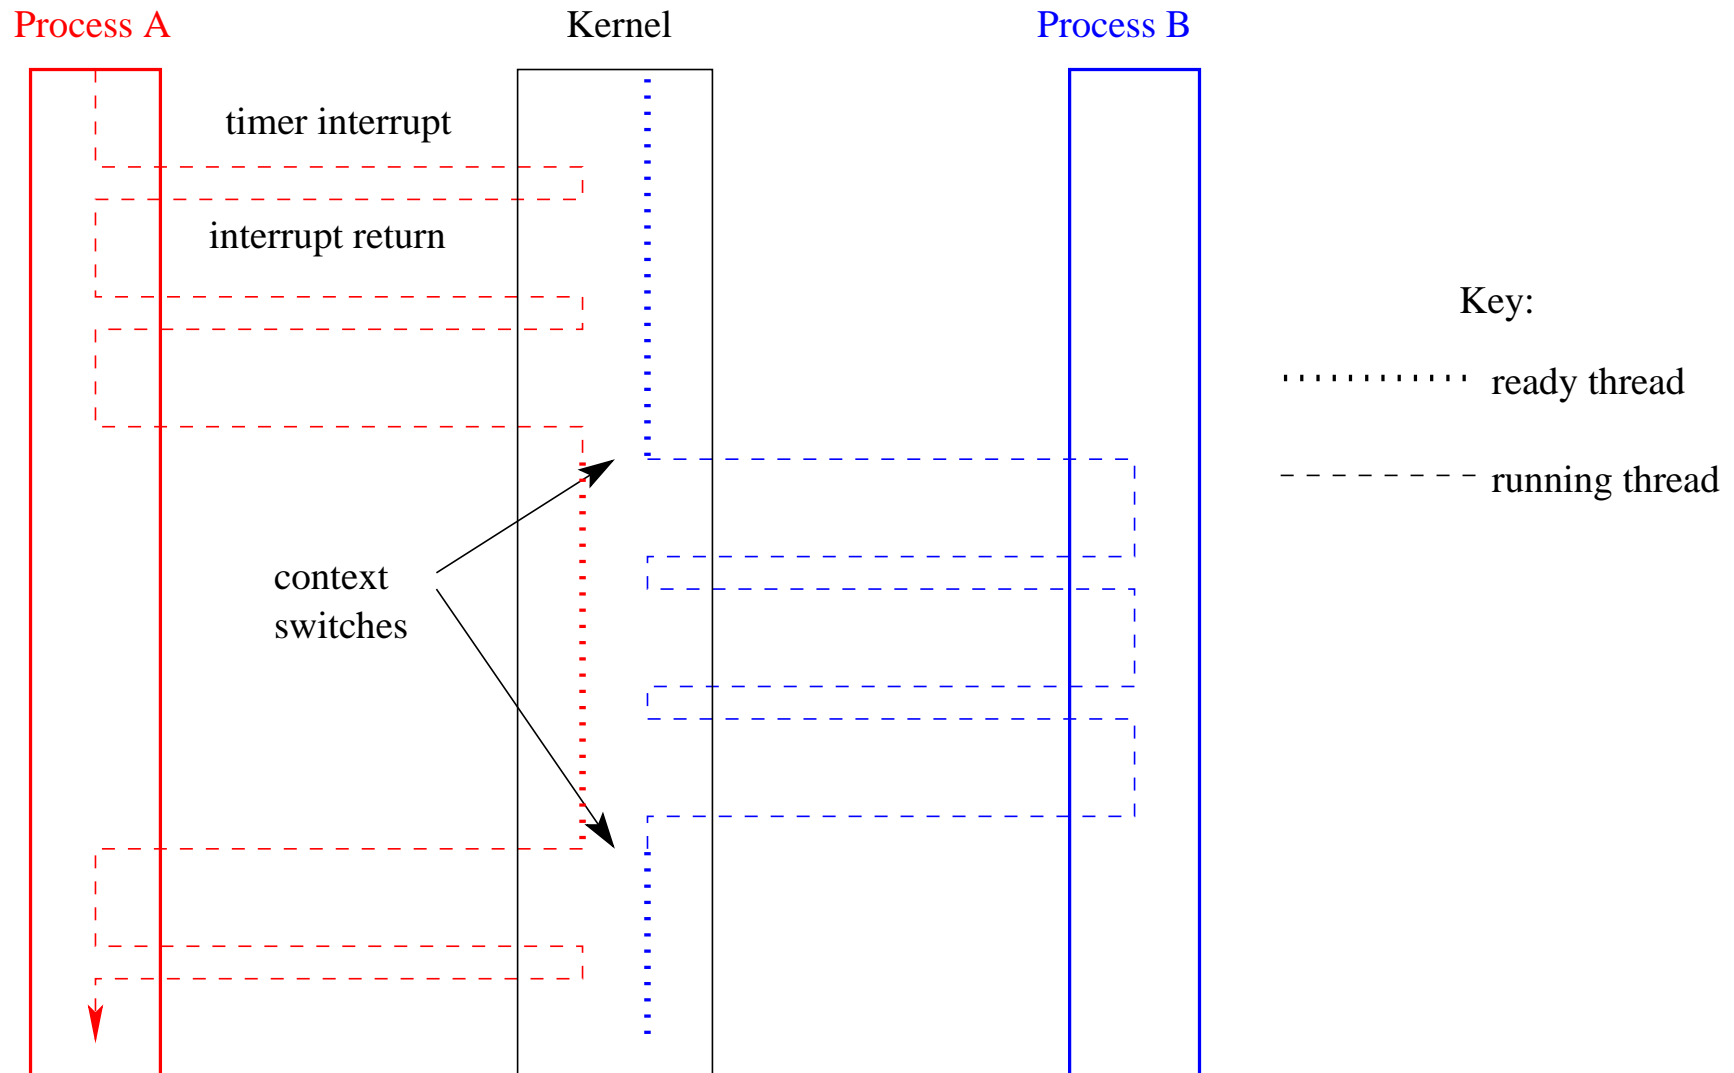 Process A
Kernel
Process B
timer interrupt
interrupt return
Key:
ready thread
running thread
context
switches